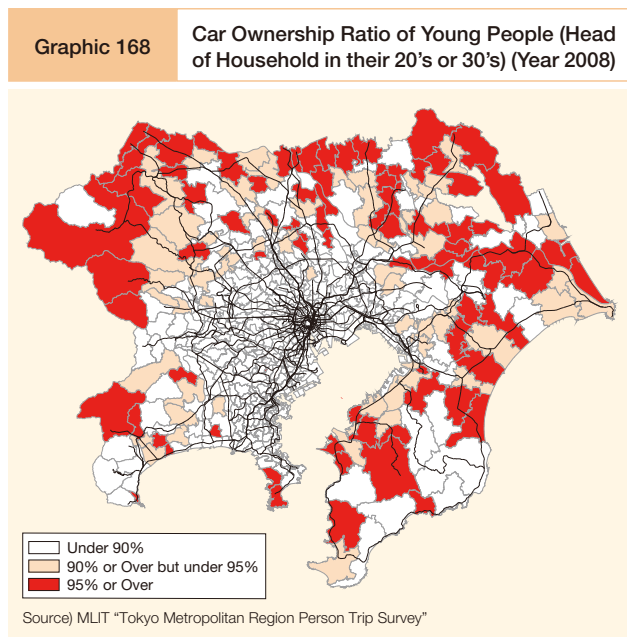 Graphic 168
Car Ownership Ratio of Young People (Head
of Household in their 20's or 30's) (Year 2008)
Under 90%
90% or Over but under 95%
95% or Over
Source) MLIT “Tokyo Metropolitan Region Person Trip Survey”